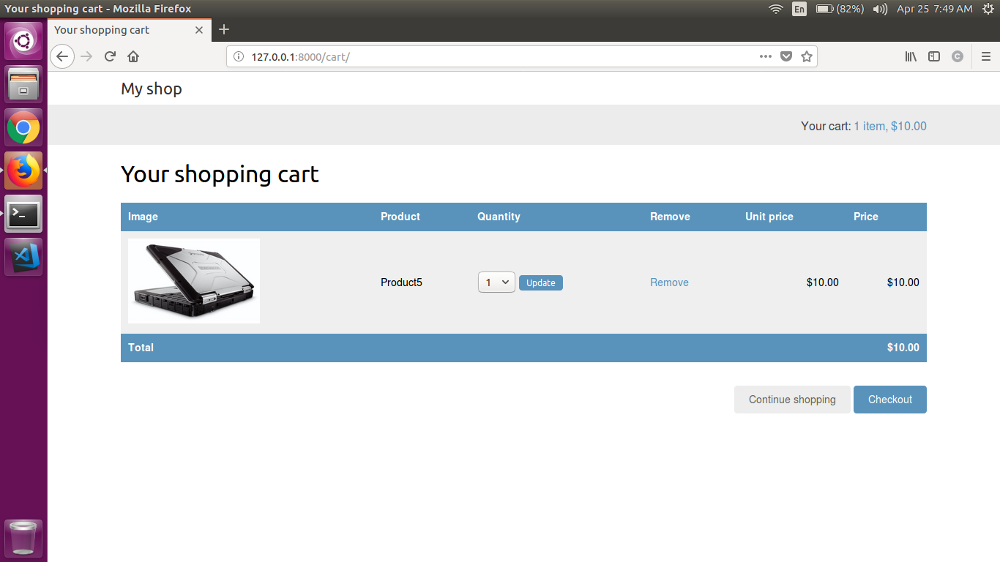 Your shopping cart - Mozilla Firefox
En (82%) Apr 25 7:49 AM
Your shopping cart
127.0.0.1:8000/cart/
My shop
Your cart: 1 item, $10.00
Your shopping cart
Image Product Quantity Remove Unit price Price
Product5 1 Update Remove $10.00 $10.00
Total $10.00
Continue shopping Checkout